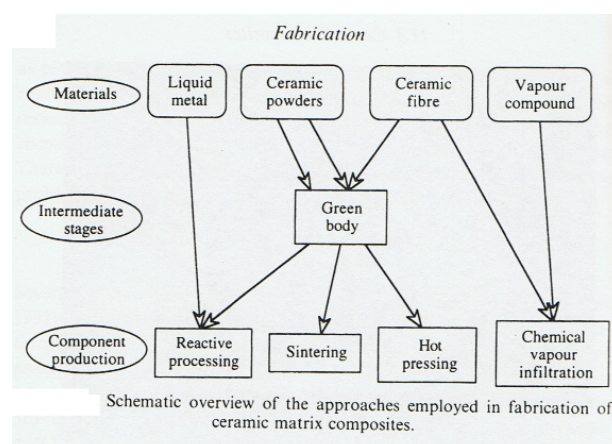 Fabrication
Materials
Liquid
metal
Ceramic
powders
Ceramic
fibre
Vapour
compound
Intermediate
stages
Green
body
Component
production
Reactive
processing
Sintering
Hot
pressing
Chemical
vapour
infiltration
Schematic overview of the approaches employed in fabrication of
ceramic matrix composites.